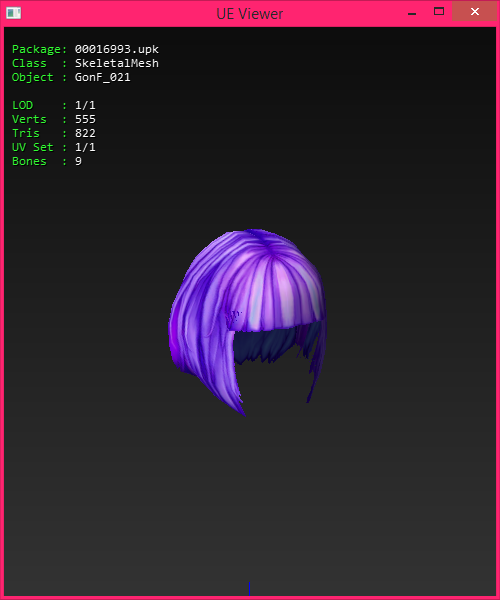 UE Viewer
Package: 00016993.upk
Class : SkeletalMesh
Object : GonF_021
LOD : 1/1
Verts : 555
Tris : 822
UV Set : 1/1
Bones : 9